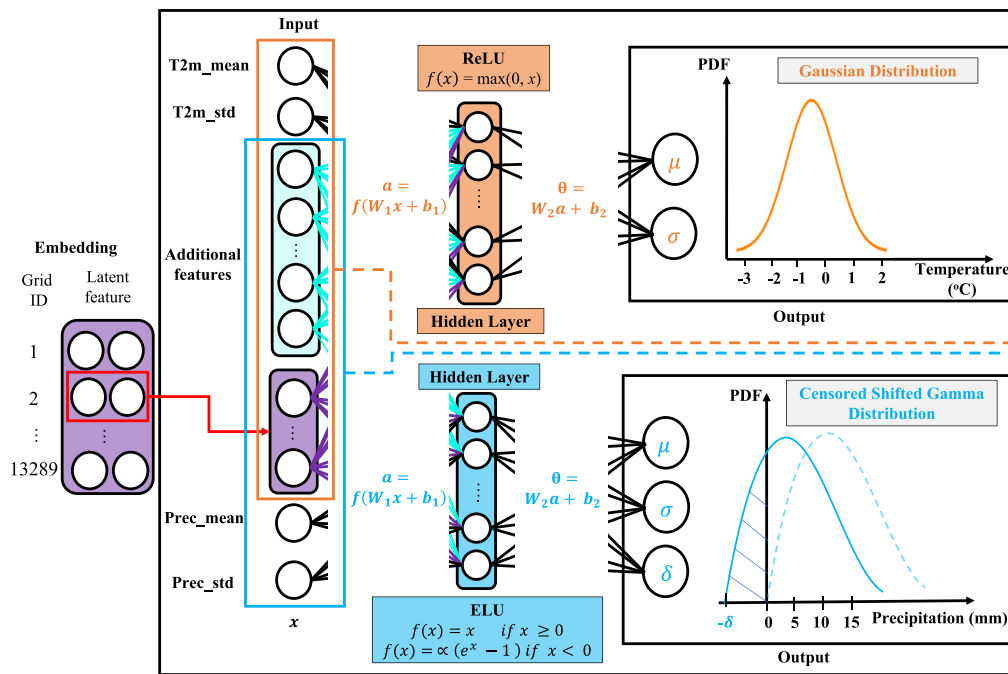 Input
T2m_mean
T2m_std
Additional
features
Prec_mean
Prec_std
x
Embedding
Grid
ID
Latent
feature
1
2
⋮
13289
⋮
⋮
⋮
ReLU
f(x) = max(0, x)
a =
f(W₁x + b₁)
⋮
θ =
W₂a + b₂
Hidden Layer
μ
σ
PDF
Gaussian Distribution
-3 -2 -1 0 1 2
Temperature
(°C)
Output
Hidden Layer
a =
f(W₁x + b₁)
⋮
θ =
W₂a + b₂
ELU
f(x) = x if x ≥ 0
f(x) = ∝ (eˣ − 1) if x < 0
μ
σ
δ
PDF
Censored Shifted Gamma
Distribution
-δ 0 5 10 15
Precipitation (mm)
Output